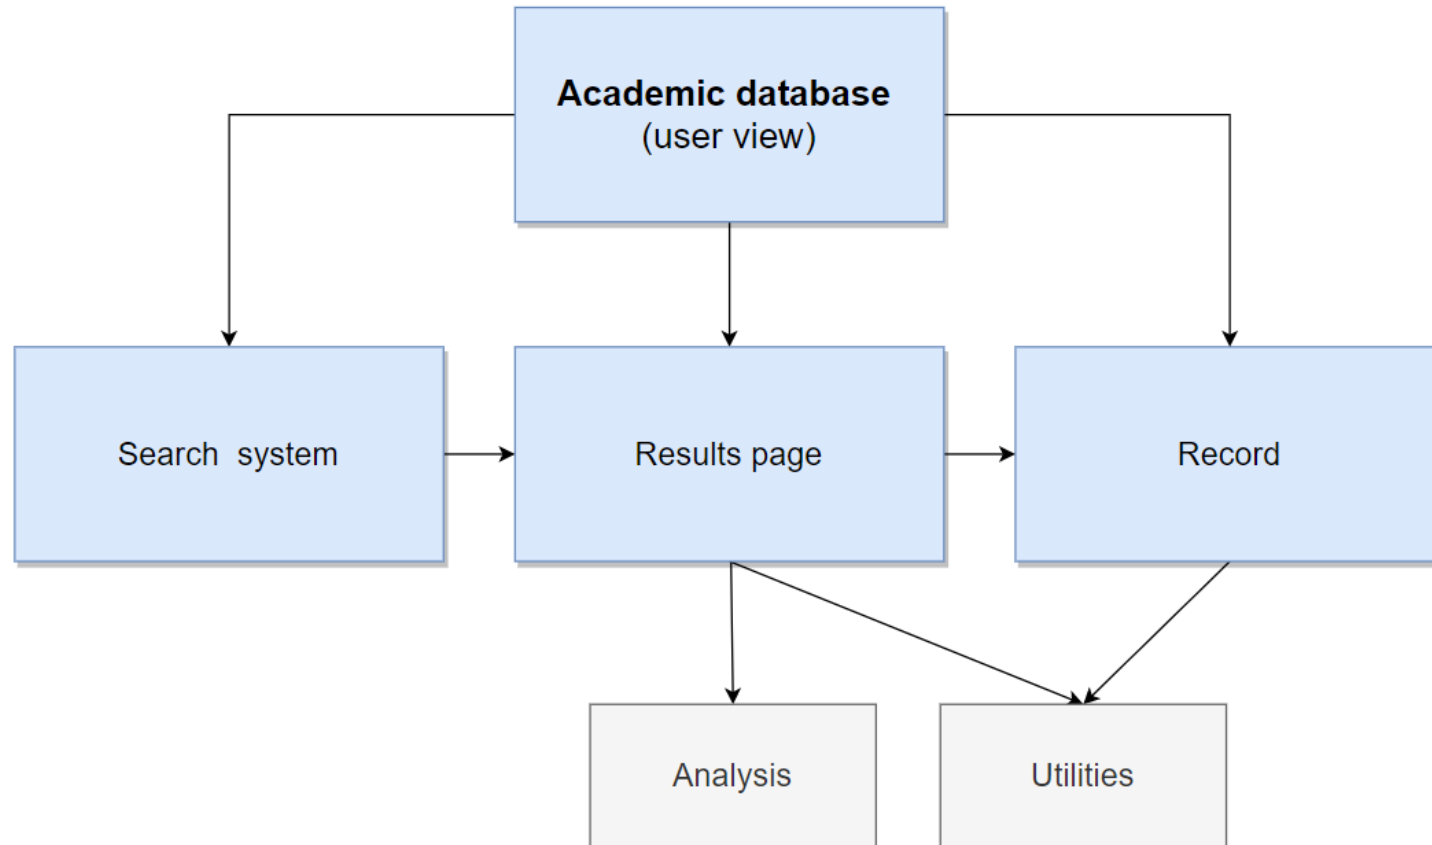 Academic database
(user view)
Search system
Results page
Record
Analysis
Utilities